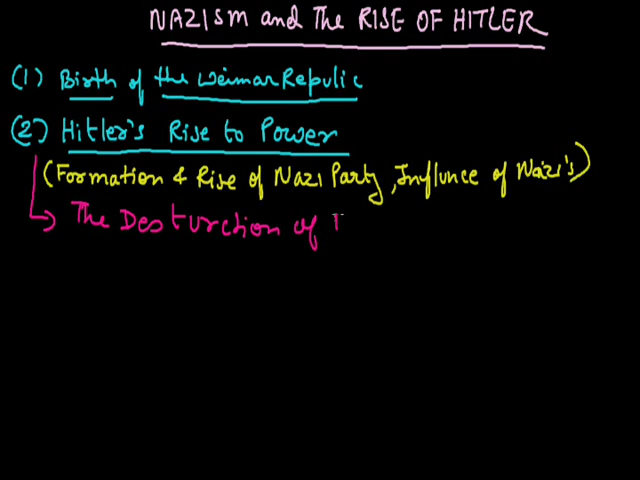 NAZISM and The RISE OF HITLER
(1) Birth of the Weimar Repulic
(2) Hitler's Rise to Power
(Formation & Rise of Nazi Party, Influnce of Nazi's)
→ The Desturction of